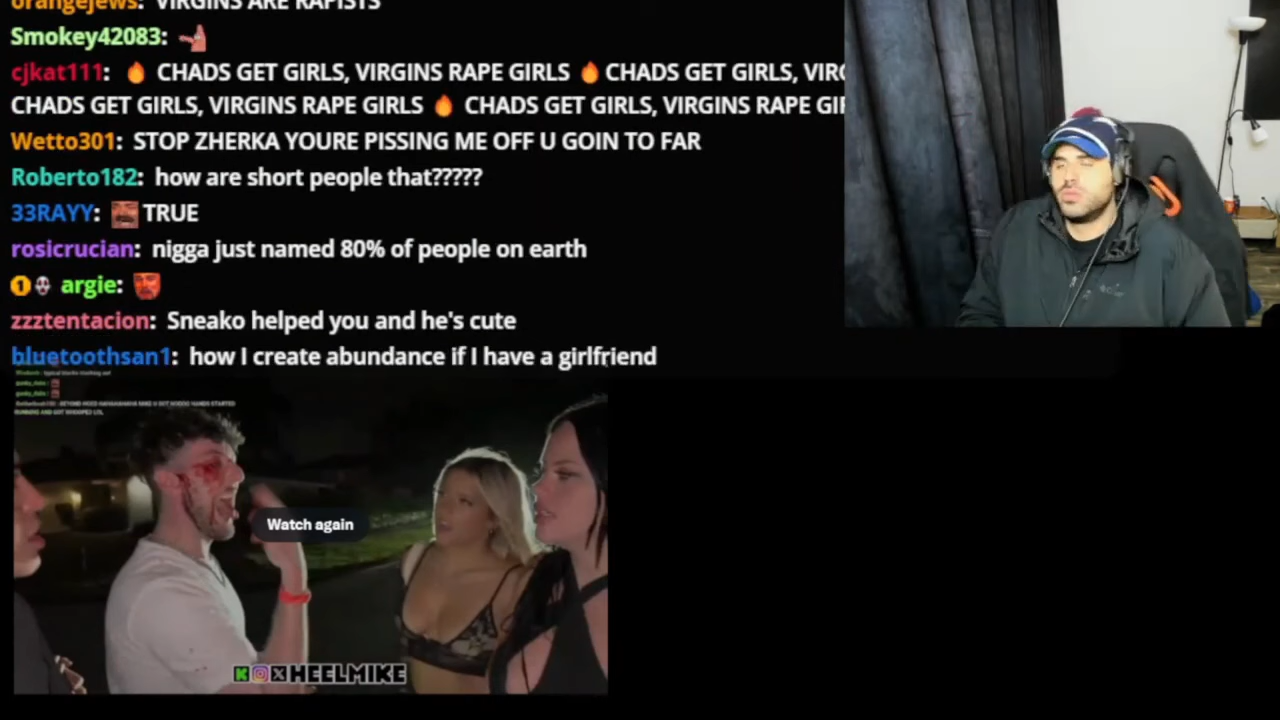 orangejews: VIRGINS ARE RAPISTS
Smokey42083:
cjkat111: 🔥 CHADS GET GIRLS, VIRGINS RAPE GIRLS 🔥 CHADS GET GIRLS,
CHADS GET GIRLS, VIRGINS RAPE GIRLS 🔥 CHADS GET GIRLS, VIRGINS RAPE
Wetto301: STOP ZHERKA YOURE PISSING ME OFF U GOIN TO FAR
Roberto182: how are short people that?????
33RAYY: TRUE
rosicrucian: nigga just named 80% of people on earth
1 argie:
zzztentacion: Sneako helped you and he's cute
bluetoothsan1: how I create abundance if I have a girlfriend
Watch again
K X HEELMIKE